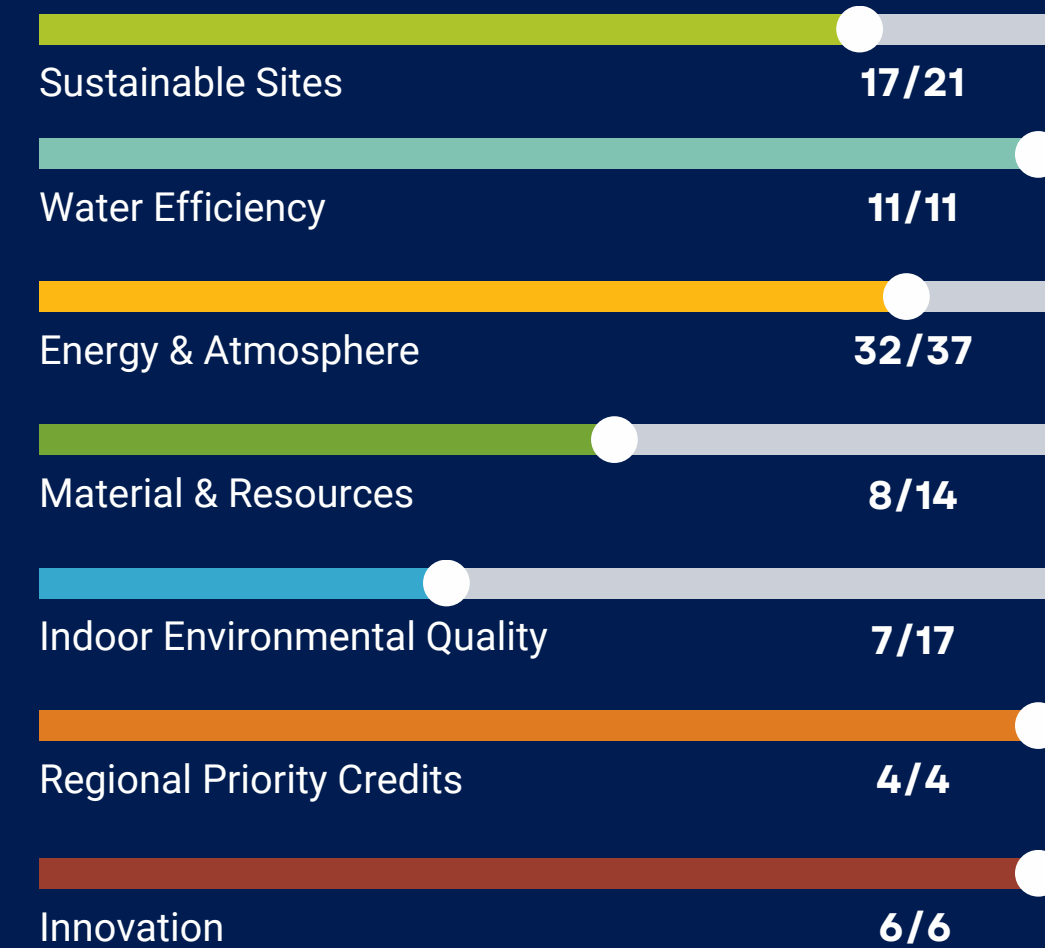 Sustainable Sites 17/21
Water Efficiency 11/11
Energy & Atmosphere 32/37
Material & Resources 8/14
Indoor Environmental Quality 7/17
Regional Priority Credits 4/4
Innovation 6/6